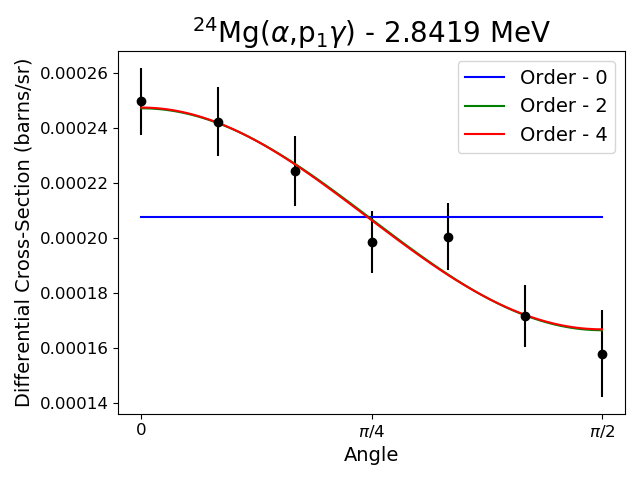 ²⁴Mg(α,p₁γ) - 2.8419 MeV
Differential Cross-Section (barns/sr)
0.00026
0.00024
0.00022
0.00020
0.00018
0.00016
0.00014
Order - 0
Order - 2
Order - 4
0
π/4
π/2
Angle